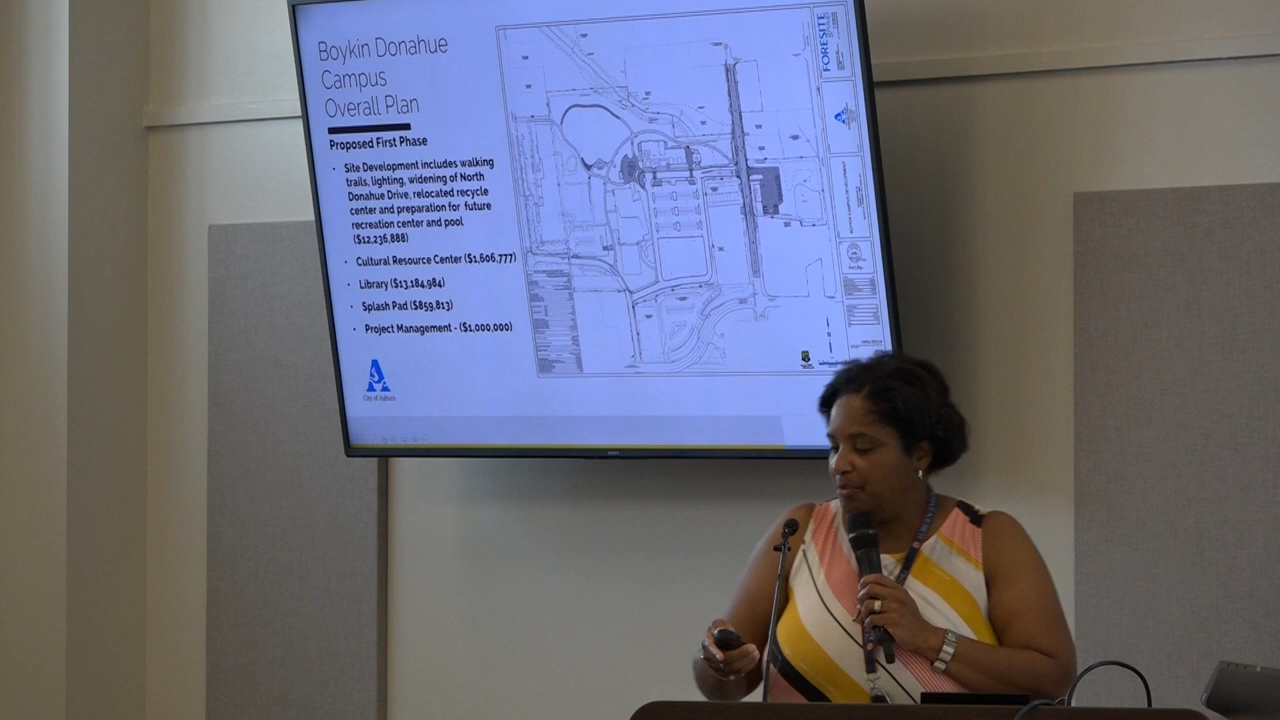 Boykin Donahue
Campus
Overall Plan
Proposed First Phase
• Site Development includes walking
trails, lighting, widening of North
Donahue Drive, relocated recycle
center and preparation for future
recreation center and pool
($12,236,888)
• Cultural Resource Center ($1,606,777)
• Library ($13,184,984)
• Splash Pad ($859,813)
• Project Management - ($1,000,000)
City of Auburn
FORESITE
GROUP
SONY